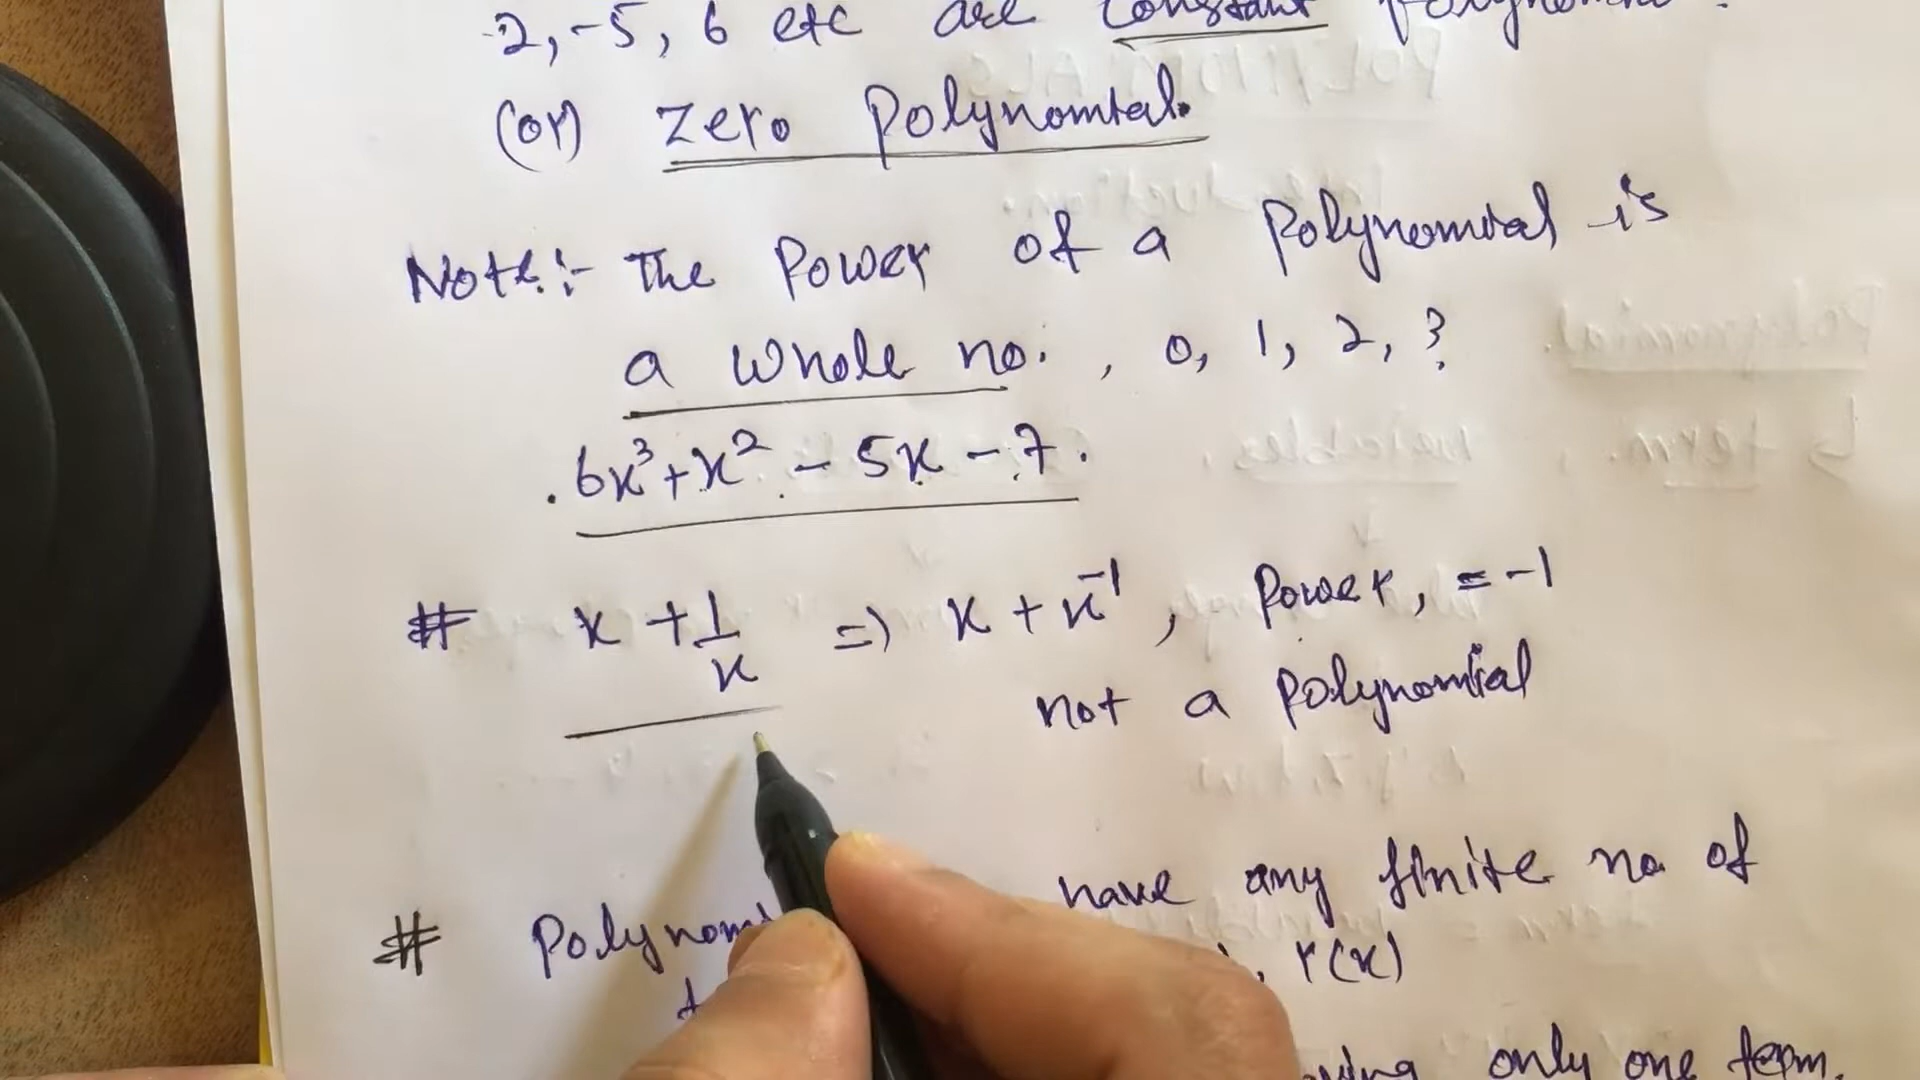 2, -5, 6 etc are constant polynomial.
(or) zero polynomial.
Note:- The Power of a polynomial is
a whole no., 0, 1, 2, 3
6x³+x² - 5x - 7.
# x + 1/x => x + x⁻¹, Power, = -1
not a polynomial
# Polynomi have any finite no. of
r(x)
only one term.